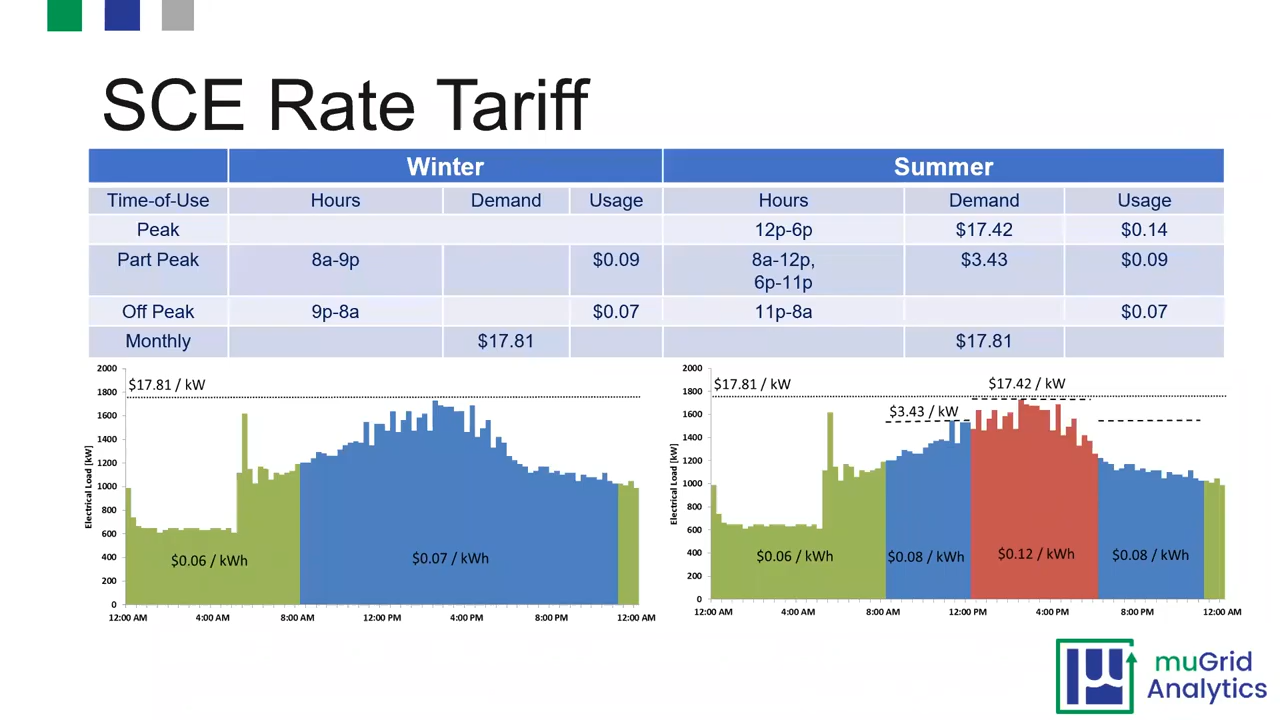 SCE Rate Tariff
Winter Summer
Time-of-Use Hours Demand Usage Hours Demand Usage
Peak 12p-6p $17.42 $0.14
Part Peak 8a-9p $0.09 8a-12p, $3.43 $0.09
6p-11p
Off Peak 9p-8a $0.07 11p-8a $0.07
Monthly $17.81 $17.81
Electrical Load [kW]
2000
1800
1600
1400
1200
1000
800
600
400
200
0
$17.81 / kW
$0.06 / kWh $0.07 / kWh
12:00 AM 4:00 AM 8:00 AM 12:00 PM 4:00 PM 8:00 PM 12:00 AM
Electrical Load [kW]
2000
1800
1600
1400
1200
1000
800
600
400
200
0
$17.81 / kW $17.42 / kW
$3.43 / kW
$0.06 / kWh $0.08 / kWh $0.12 / kWh $0.08 / kWh
12:00 AM 4:00 AM 8:00 AM 12:00 PM 4:00 PM 8:00 PM 12:00 AM
muGrid
Analytics